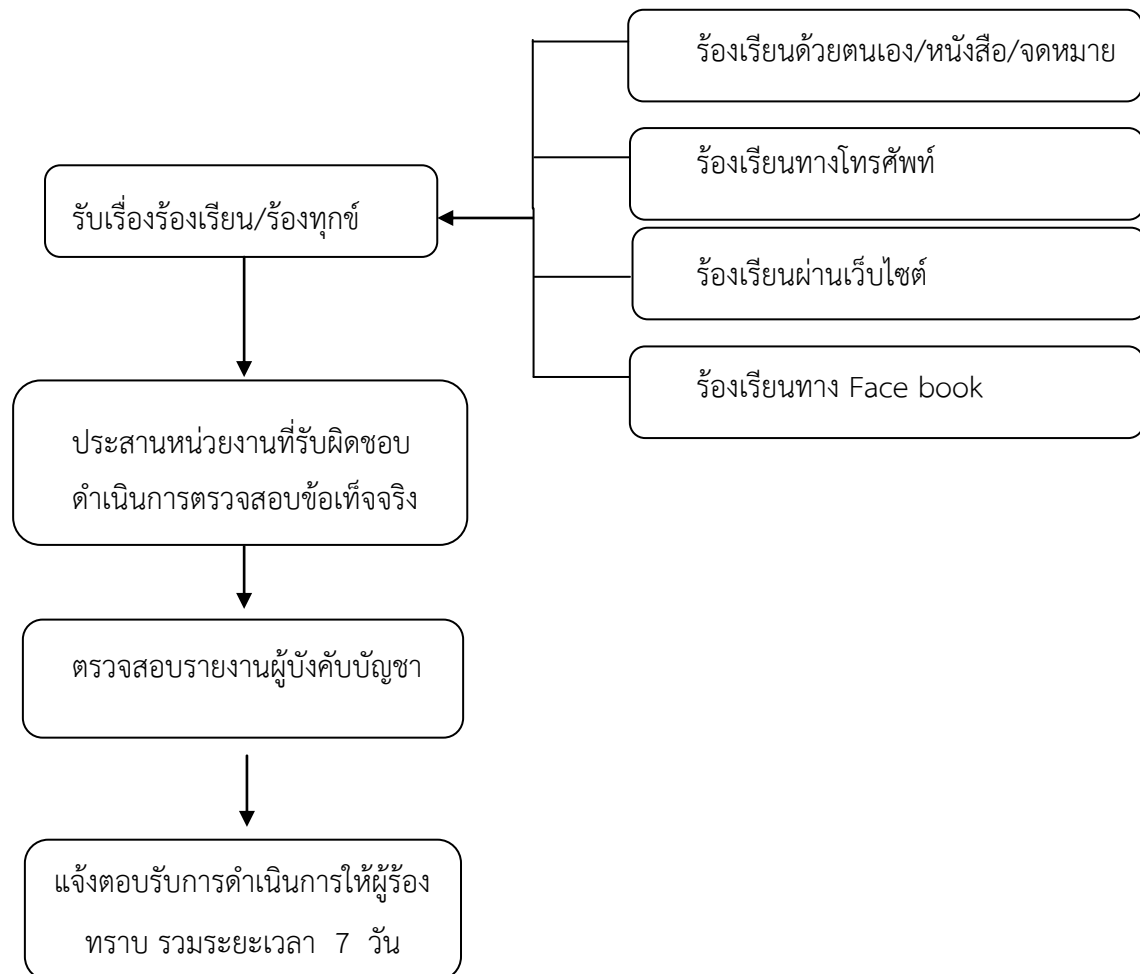 ร้องเรียนด้วยตนเอง/หนังสือ/จดหมาย
ร้องเรียนทางโทรศัพท์
รับเรื่องร้องเรียน/ร้องทุกข์
ร้องเรียนผ่านเว็บไซต์
ร้องเรียนทาง Face book
ประสานหน่วยงานที่รับผิดชอบ
ดำเนินการตรวจสอบข้อเท็จจริง
ตรวจสอบรายงานผู้บังคับบัญชา
แจ้งตอบรับการดำเนินการให้ผู้ร้อง
ทราบ รวมระยะเวลา 7 วัน